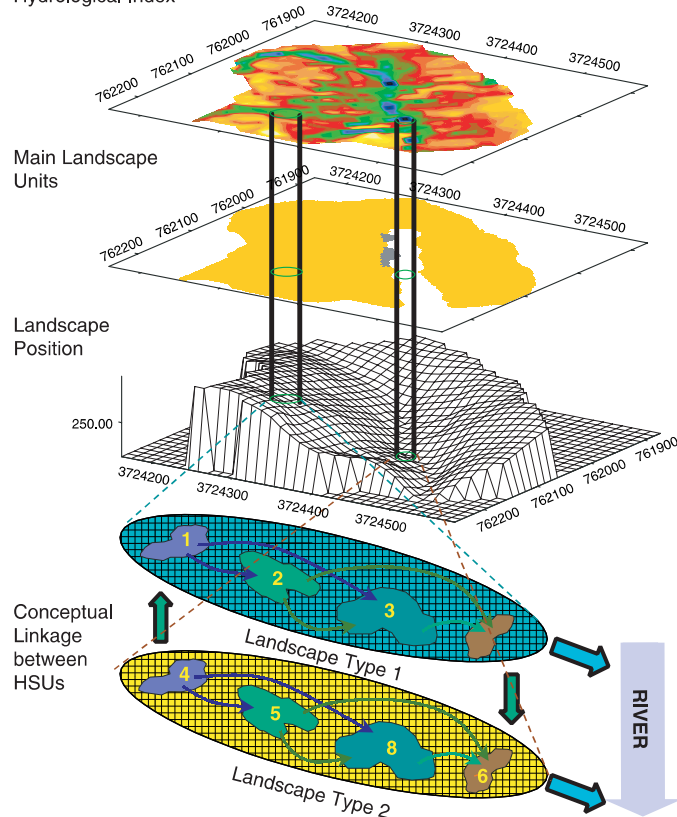 Hydrological Index
761900
762000
762100
762200
3724200
3724300
3724400
3724500
Main Landscape
Units
761900
762000
762100
762200
3724200
3724300
3724400
3724500
Landscape
Position
250.00
3724200
3724300
3724400
3724500
762200
762100
762000
761900
1
2
3
Landscape Type 1
Conceptual
Linkage
between
HSUs
4
5
8
6
Landscape Type 2
RIVER